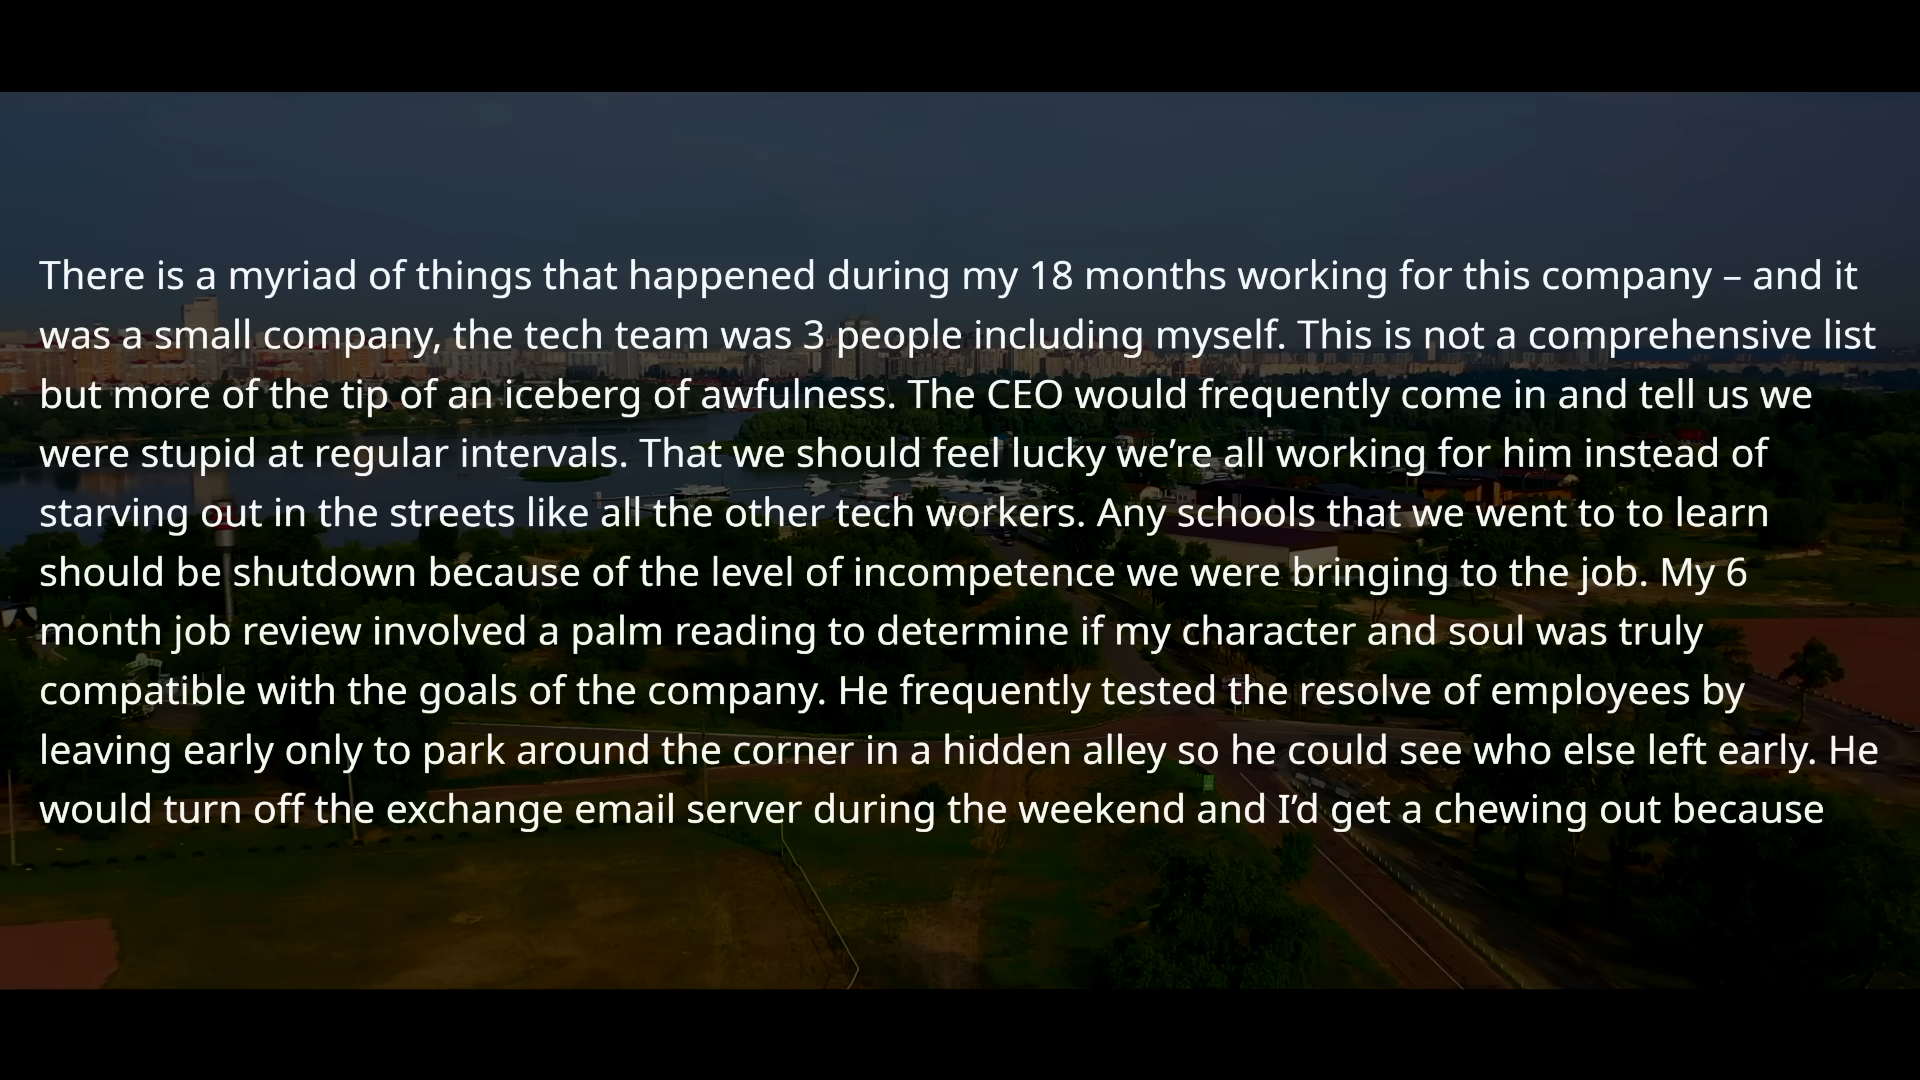 There is a myriad of things that happened during my 18 months working for this company – and it
was a small company, the tech team was 3 people including myself. This is not a comprehensive list
but more of the tip of an iceberg of awfulness. The CEO would frequently come in and tell us we
were stupid at regular intervals. That we should feel lucky we’re all working for him instead of
starving out in the streets like all the other tech workers. Any schools that we went to to learn
should be shutdown because of the level of incompetence we were bringing to the job. My 6
month job review involved a palm reading to determine if my character and soul was truly
compatible with the goals of the company. He frequently tested the resolve of employees by
leaving early only to park around the corner in a hidden alley so he could see who else left early. He
would turn off the exchange email server during the weekend and I’d get a chewing out because